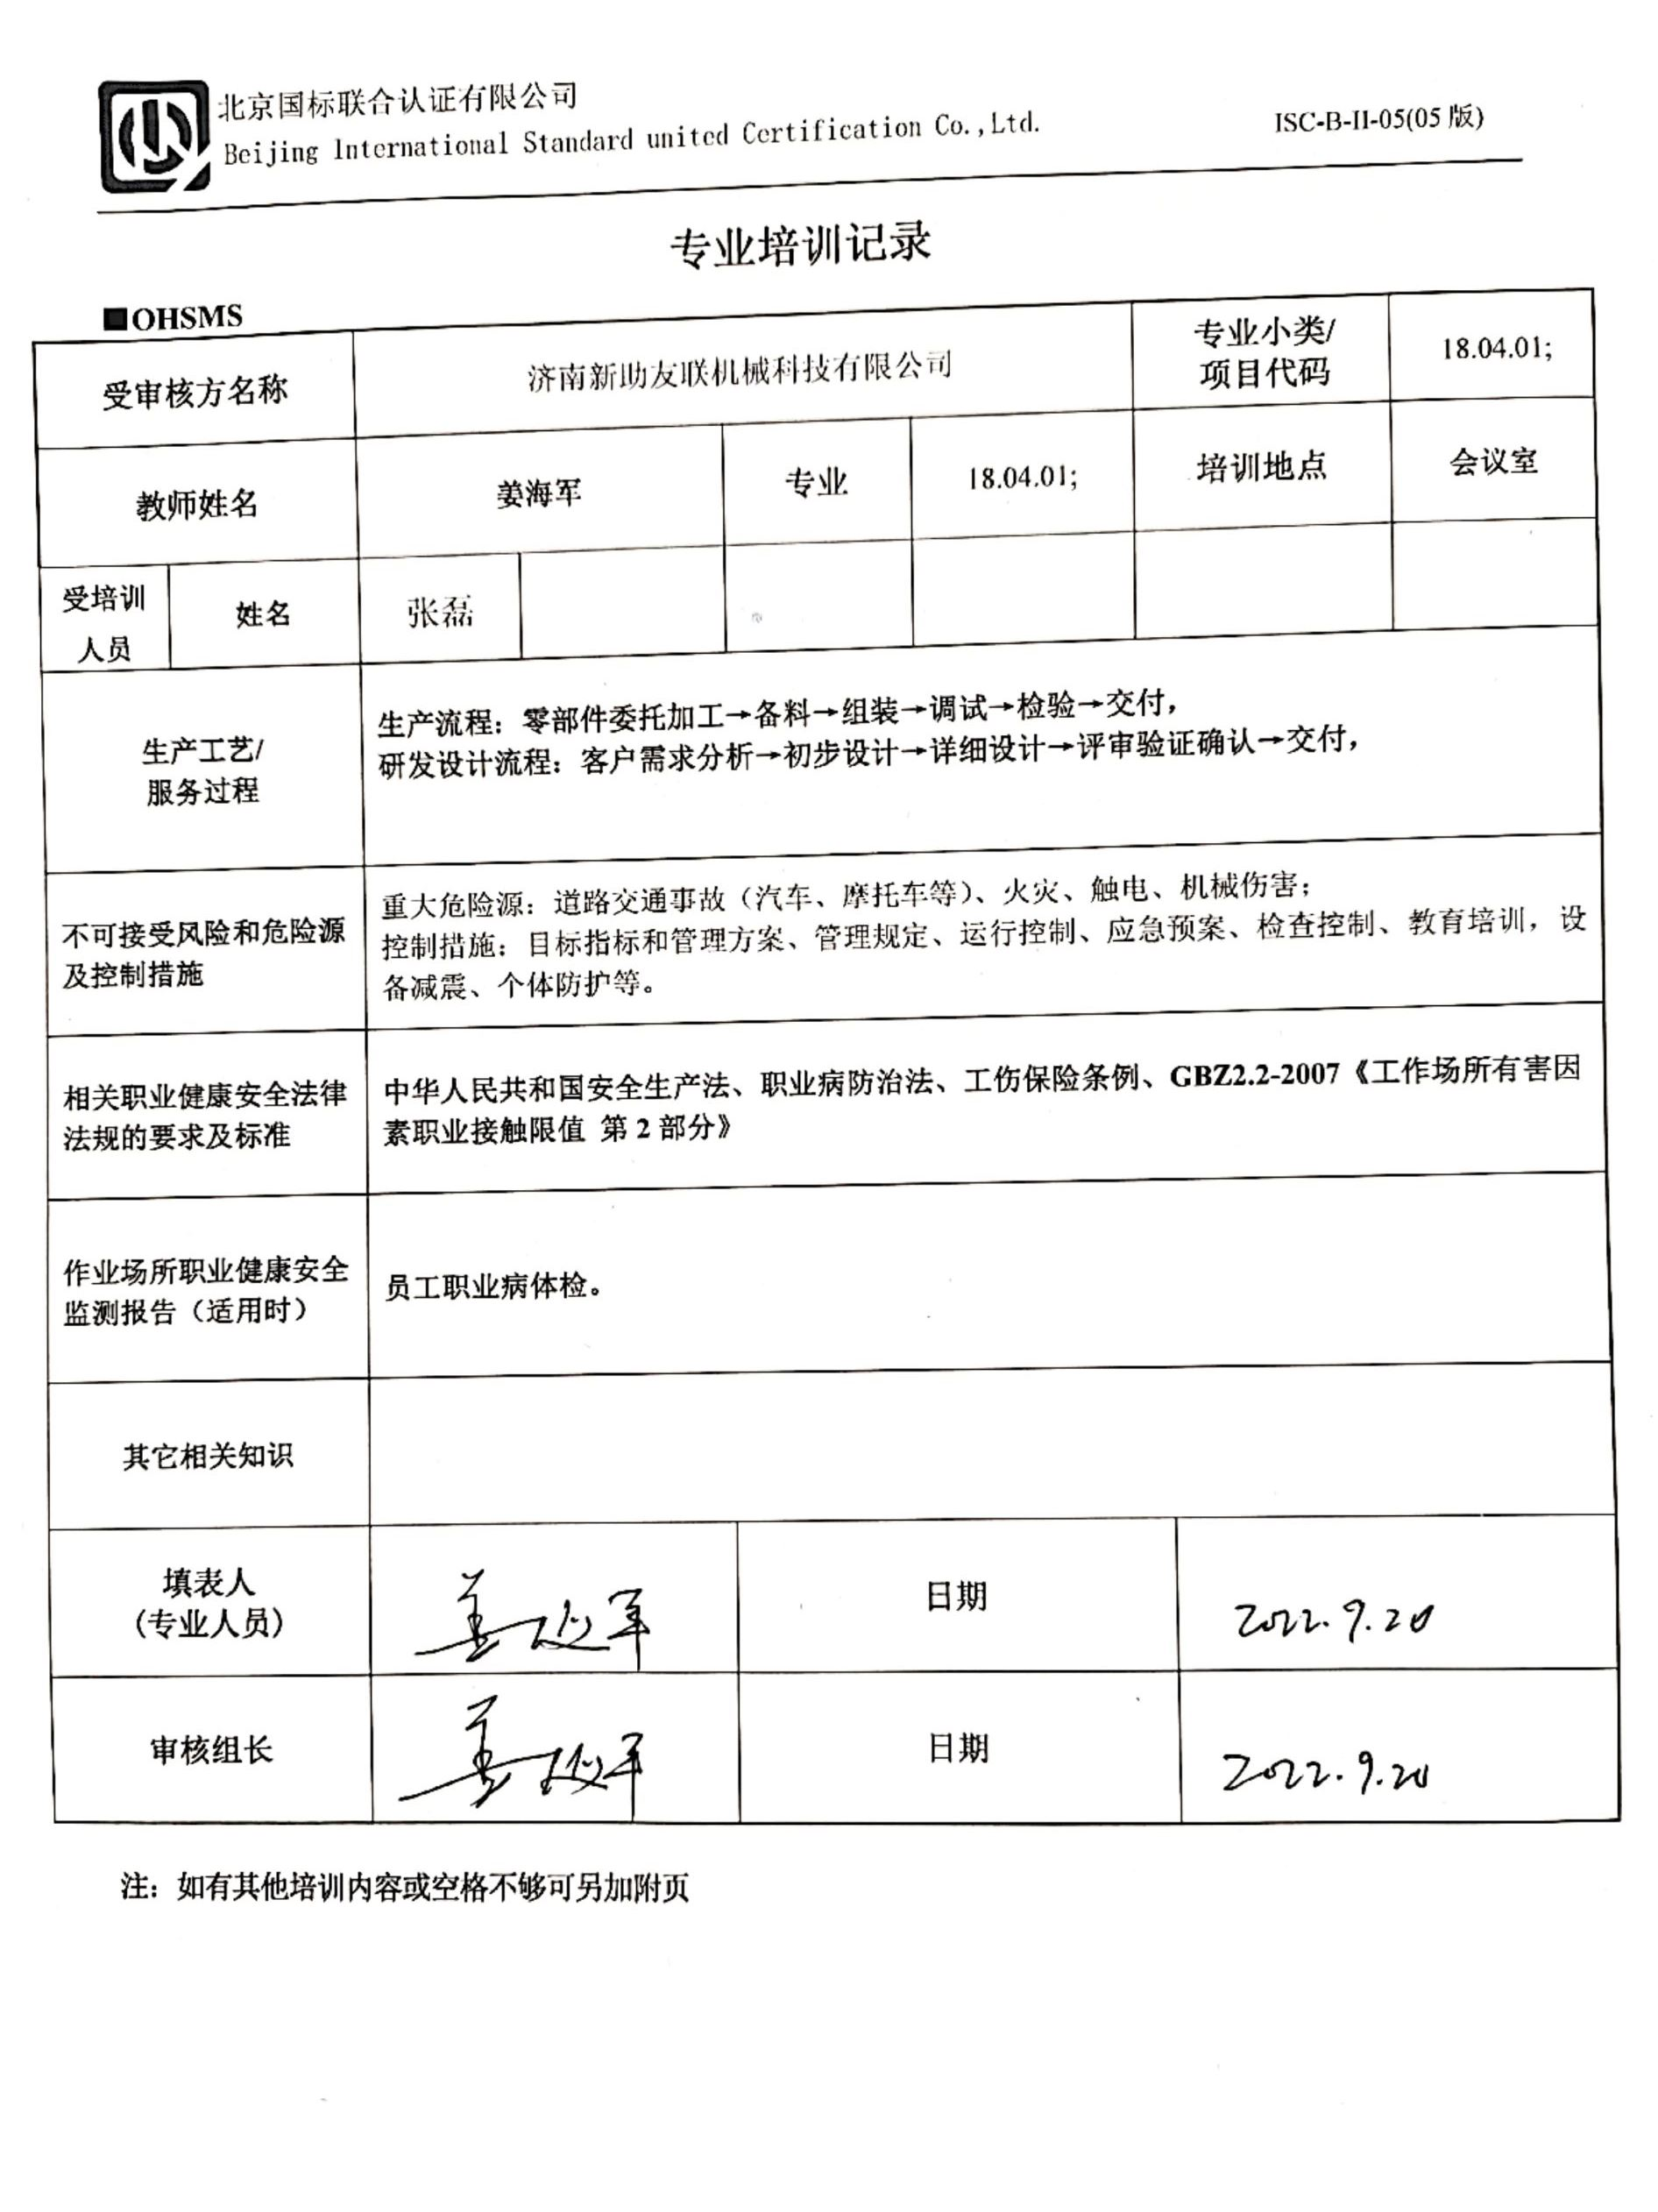 北京国标联合认证有限公司
Beijing International Standard united Certification Co.,Ltd.
ISC-B-II-05(05 版)
专业培训记录
■OHSMS
受审核方名称
济南新助友联机械科技有限公司
专业小类/
项目代码
18.04.01;
教师姓名
姜海军
专业
18.04.01;
培训地点
会议室
受培训
人员
姓名
张磊
生产工艺/
服务过程
生产流程：零部件委托加工→备料→组装→调试→检验→交付，
研发设计流程：客户需求分析→初步设计→详细设计→评审验证确认→交付，
不可接受风险和危险源
及控制措施
重大危险源：道路交通事故（汽车、摩托车等）、火灾、触电、机械伤害；
控制措施：目标指标和管理方案、管理规定、运行控制、应急预案、检查控制、教育培训，设
备减震、个体防护等。
相关职业健康安全法律
法规的要求及标准
中华人民共和国安全生产法、职业病防治法、工伤保险条例、GBZ2.2-2007《工作场所有害因
素职业接触限值 第 2 部分》
作业场所职业健康安全
监测报告（适用时）
员工职业病体检。
其它相关知识
填表人
（专业人员）
姜海军
日期
2022.9.20
审核组长
姜海军
日期
2022.9.20
注：如有其他培训内容或空格不够可另加附页